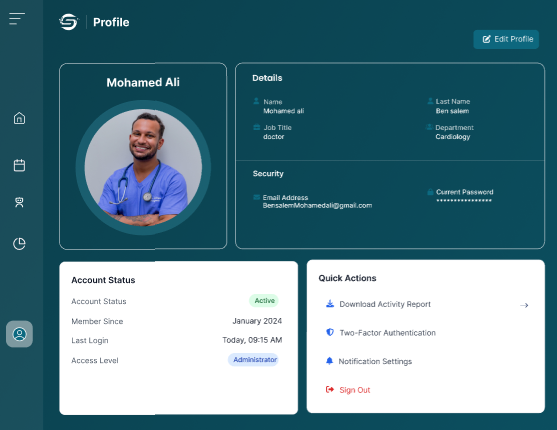 Profile
Edit Profile
Mohamed Ali
Details
Name
Mohamed ali
Last Name
Ben salem
Job Title
doctor
Department
Cardiology
Security
Email Address
BensalemMohamedali@gmail.com
Current Password
****************
Account Status
Account Status
Active
Member Since
January 2024
Last Login
Today, 09:15 AM
Access Level
Administrator
Quick Actions
Download Activity Report
Two-Factor Authentication
Notification Settings
Sign Out